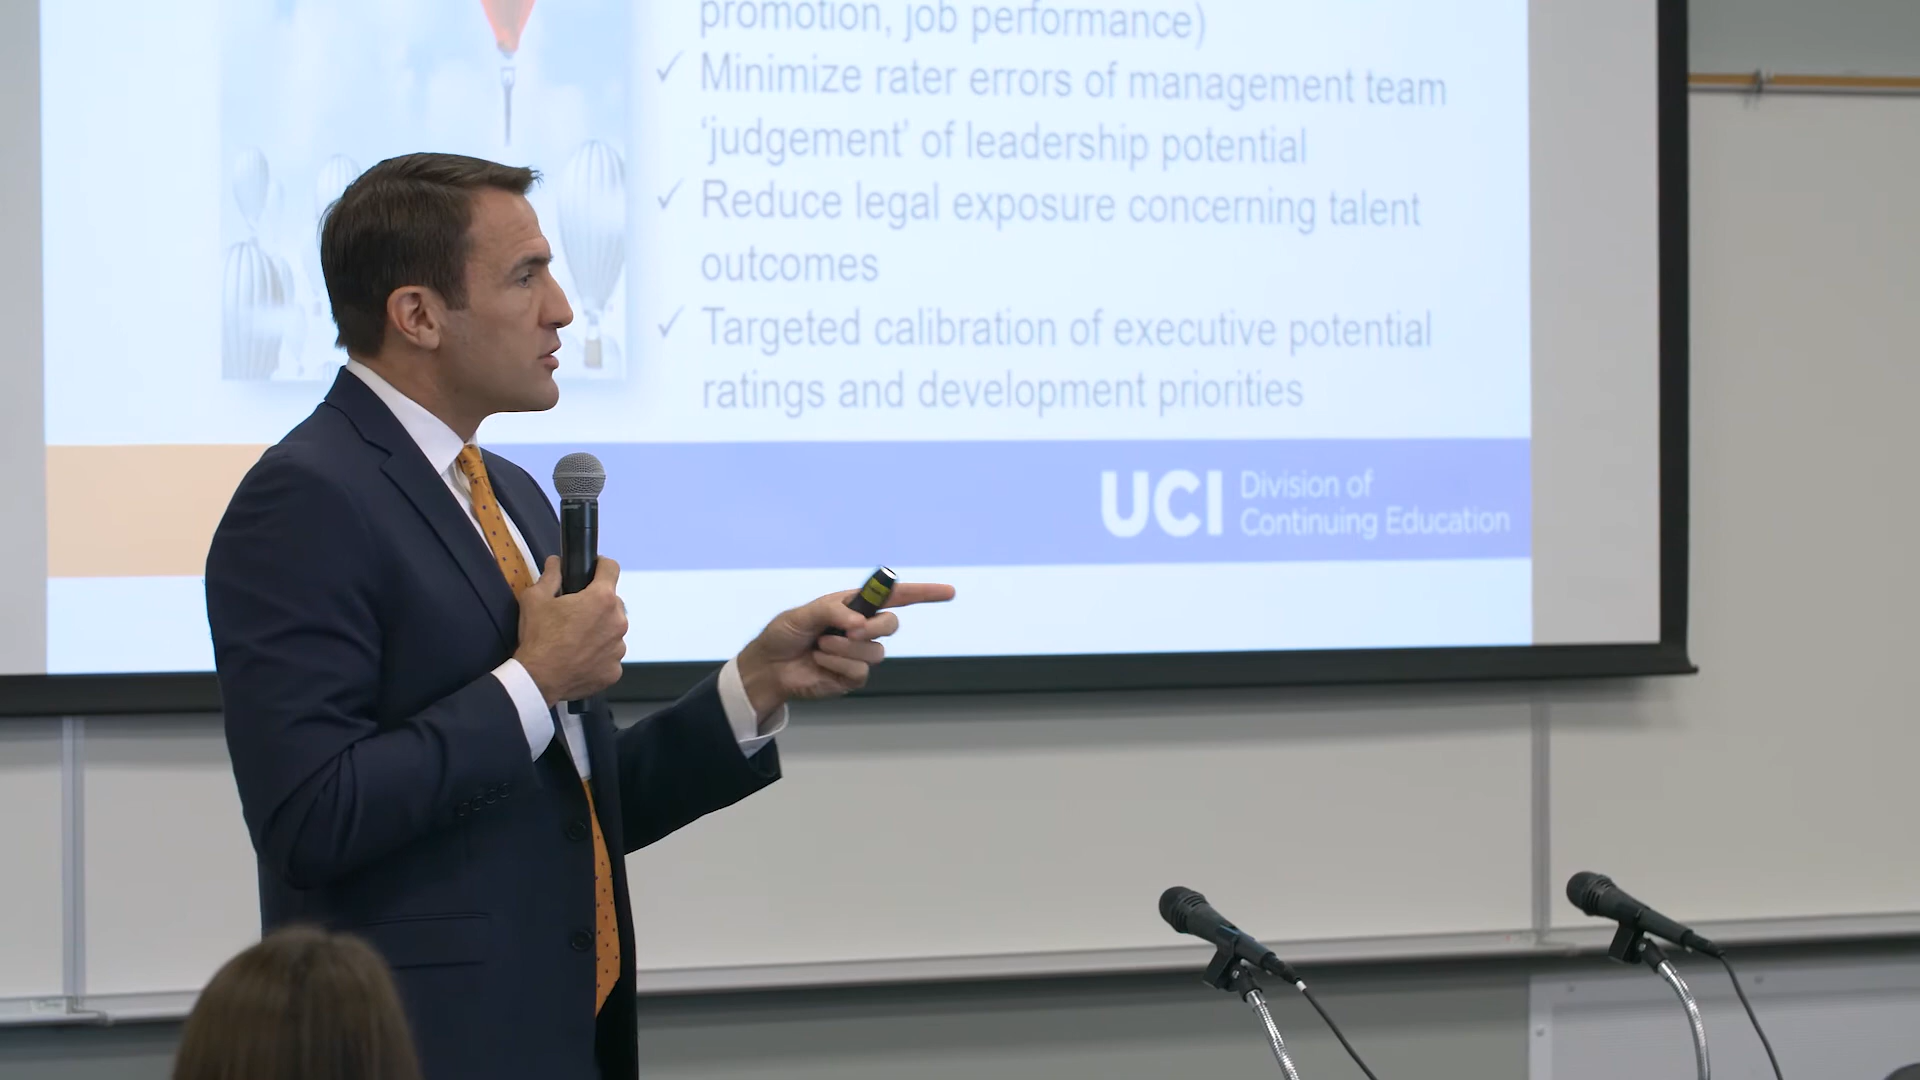 promotion, job performance)
✓ Minimize rater errors of management team
‘judgement’ of leadership potential
✓ Reduce legal exposure concerning talent
outcomes
✓ Targeted calibration of executive potential
ratings and development priorities
UCI Division of
Continuing Education